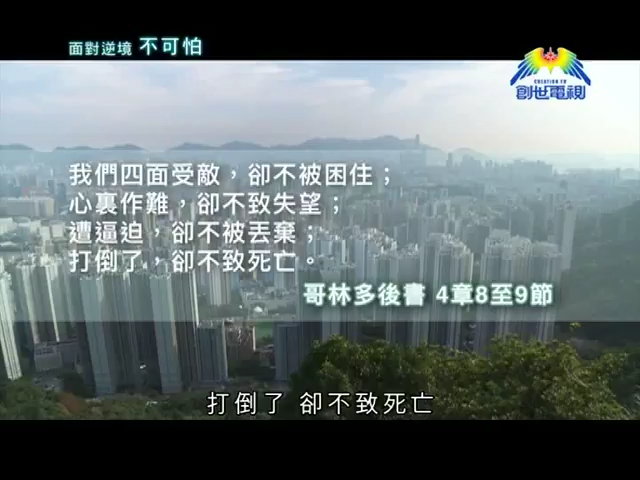 面對逆境 不可怕
CREATION TV
創世電視
我們四面受敵，卻不被困住；
心裏作難，卻不致失望；
遭逼迫，卻不被丟棄；
打倒了，卻不致死亡。
哥林多後書 4章8至9節
打倒了 卻不致死亡